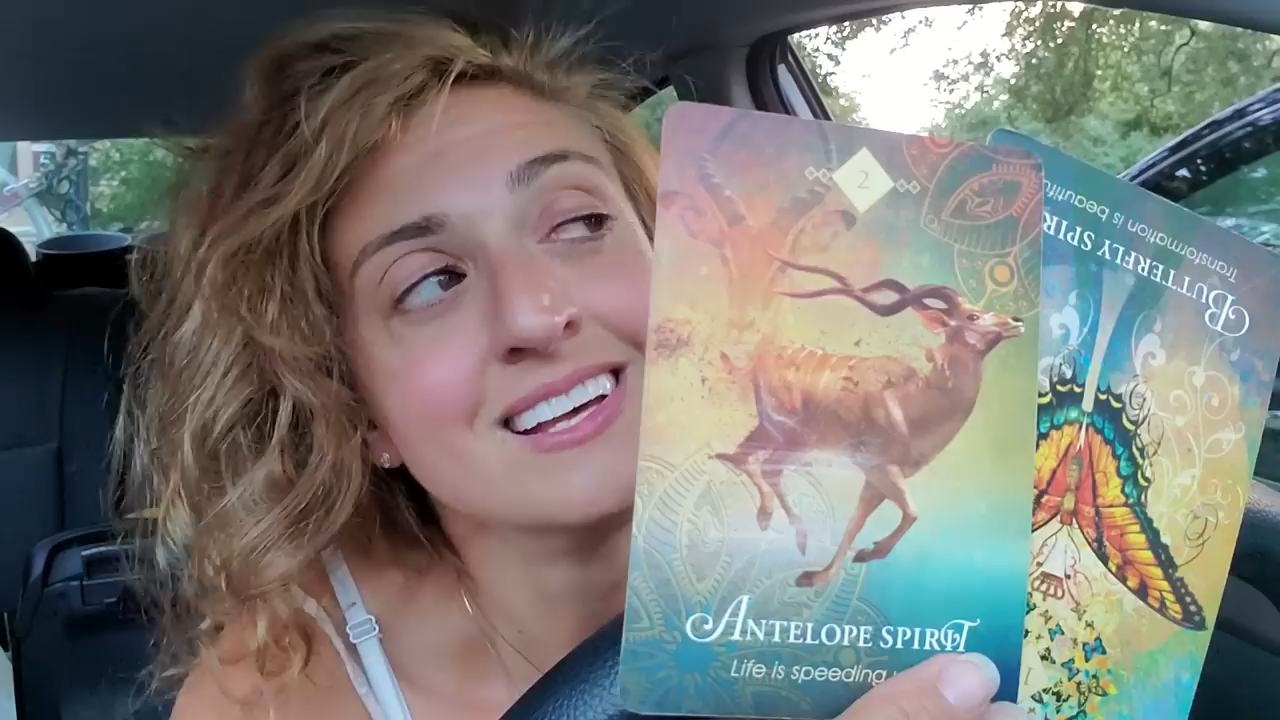 2
ANTELOPE SPIRIT
Life is speeding
BUTTERFLY SPIR
Transformation is beautifu